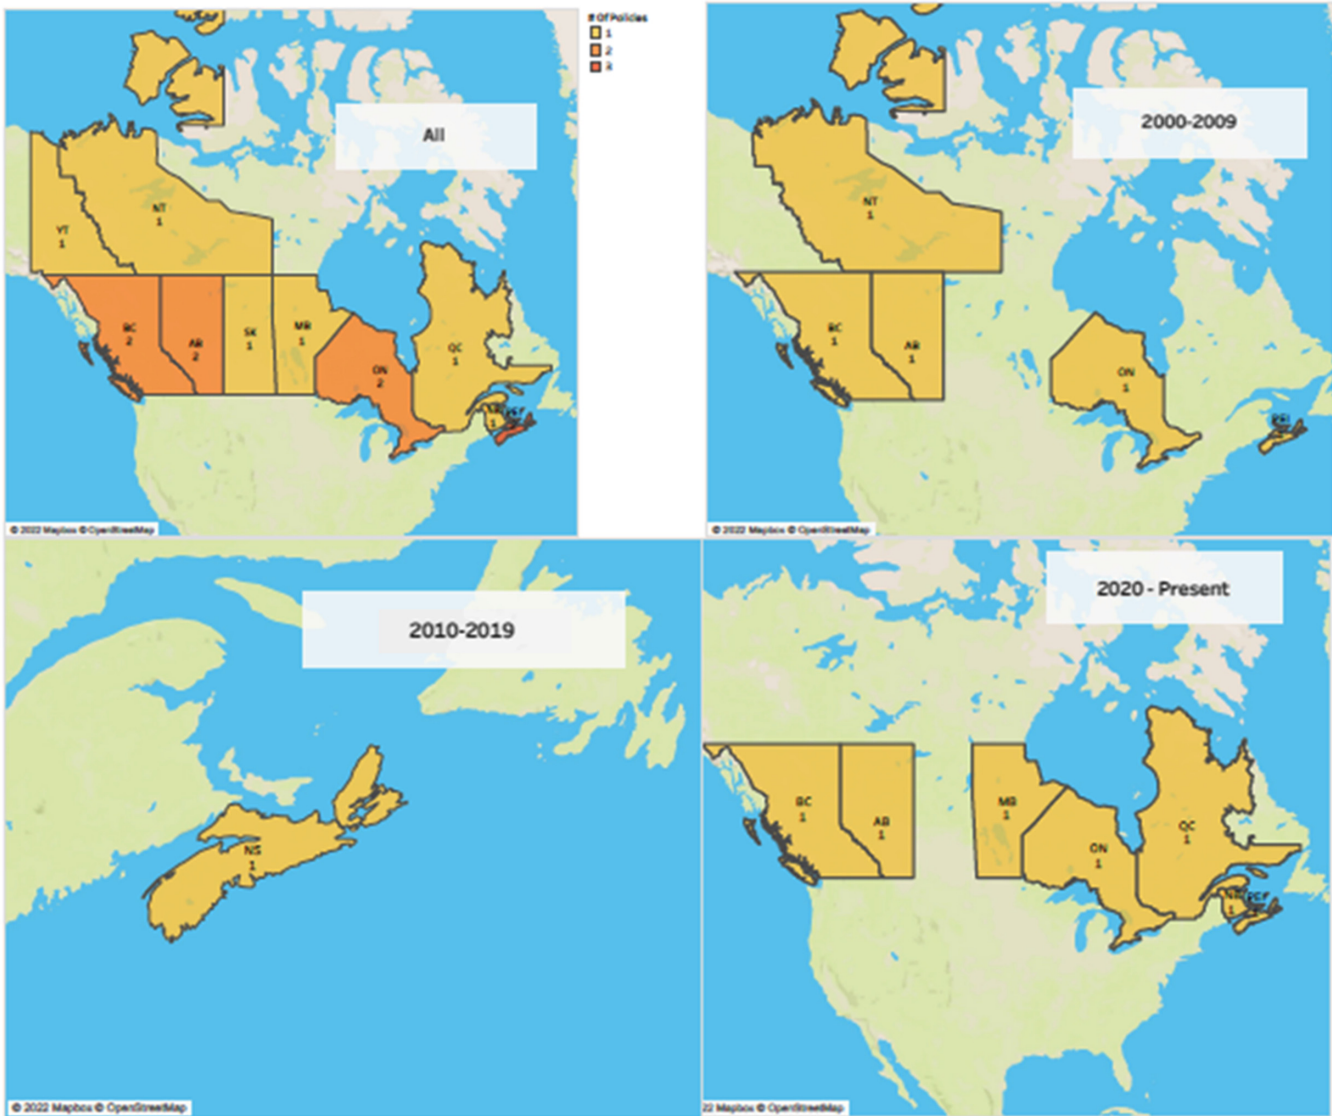 # Of Policies
1
2
3
All
YT
1
NT
1
BC
2
AB
2
SK
1
MB
1
ON
2
QC
1
1
© 2022 Mapbox © OpenStreetMap
2000-2009
NT
1
BC
1
AB
1
ON
1
© 2022 Mapbox © OpenStreetMap
2010-2019
NS
1
© 2022 Mapbox © OpenStreetMap
2020 - Present
BC
1
AB
1
MB
1
ON
1
QC
1
1
22 Mapbox © OpenStreetMap